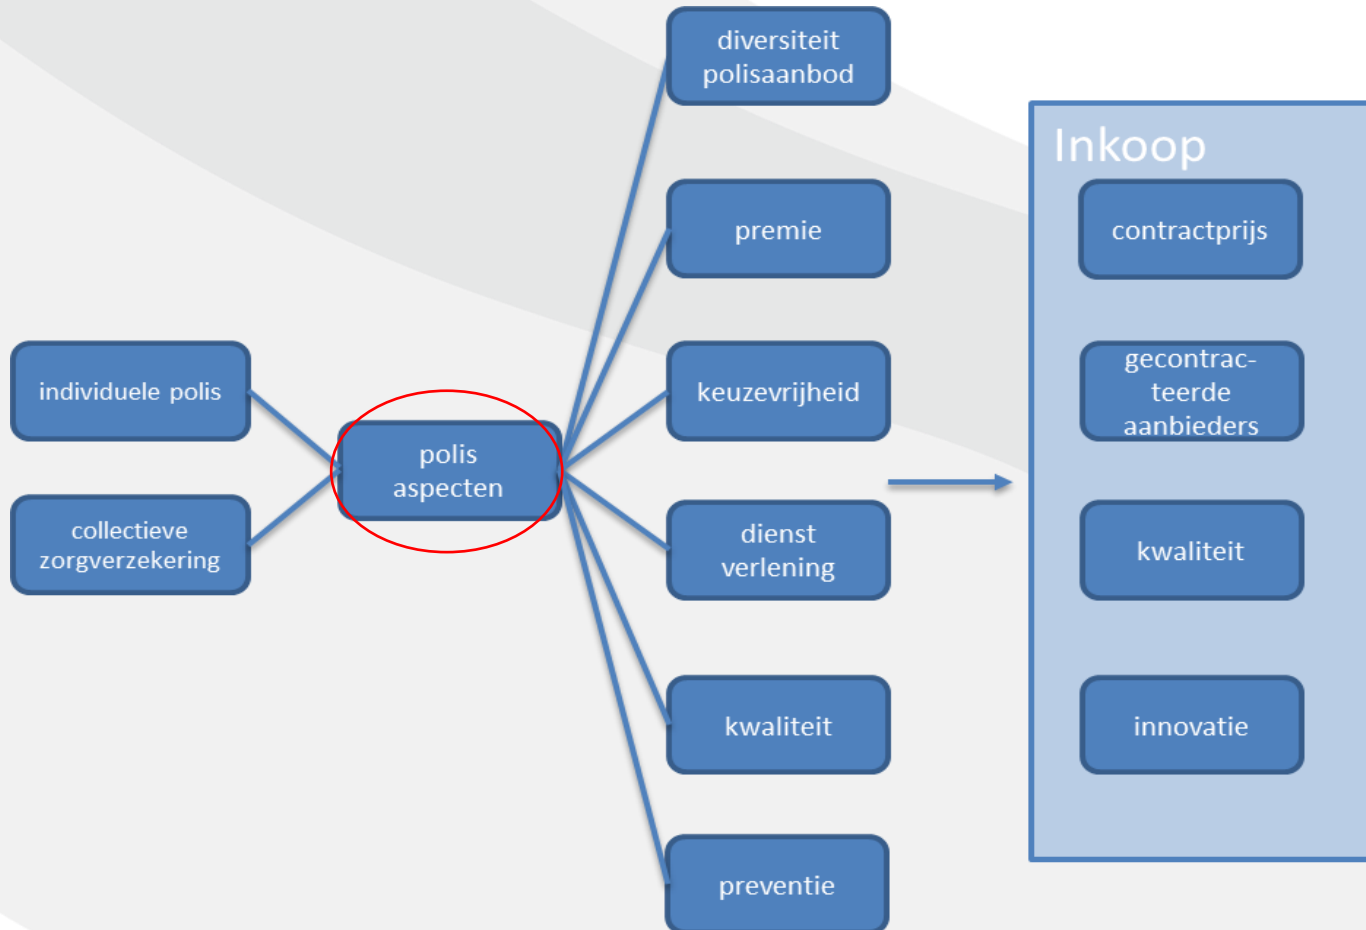 individuele polis
collectieve
zorgverzekering
polis
aspecten
diversiteit
polisaanbod
premie
keuzevrijheid
dienst
verlening
kwaliteit
preventie
Inkoop
contractprijs
gecontrac-
teerde
aanbieders
kwaliteit
innovatie